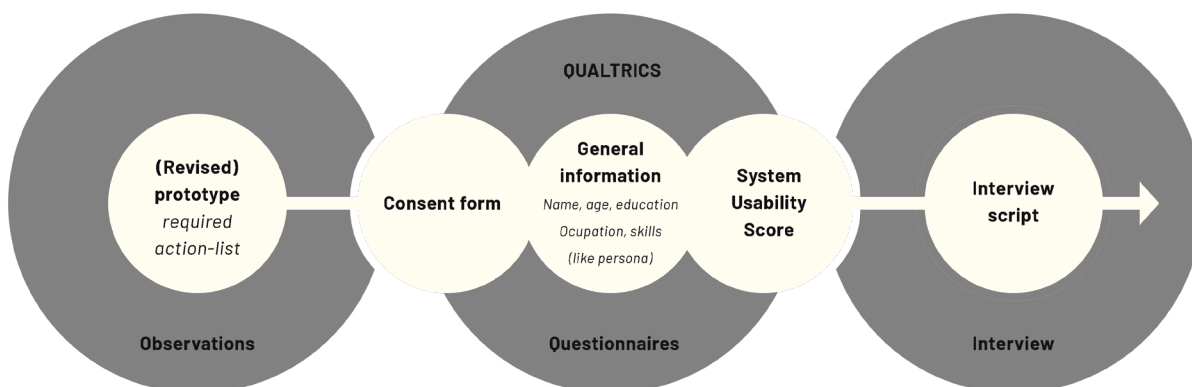 QUALTRICS
(Revised)
prototype
required
action-list
Consent form
General
information
Name, age, education
Ocupation, skills
(like persona)
System
Usability
Score
Interview
script
Observations
Questionnaires
Interview